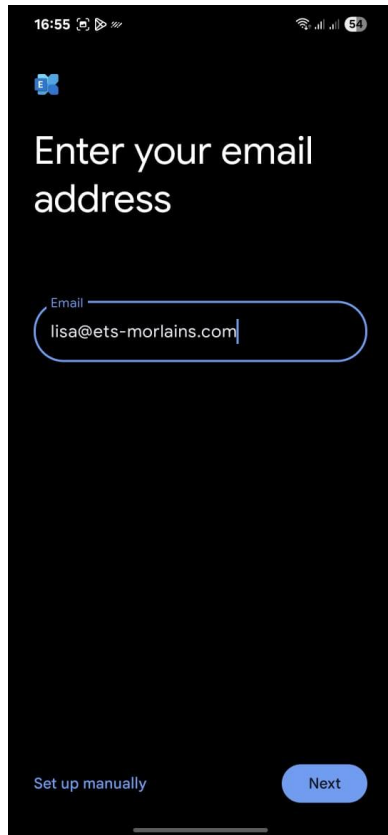 16:55
54
E
Enter your email
address
Email
lisa@ets-morlains.com
Set up manually
Next